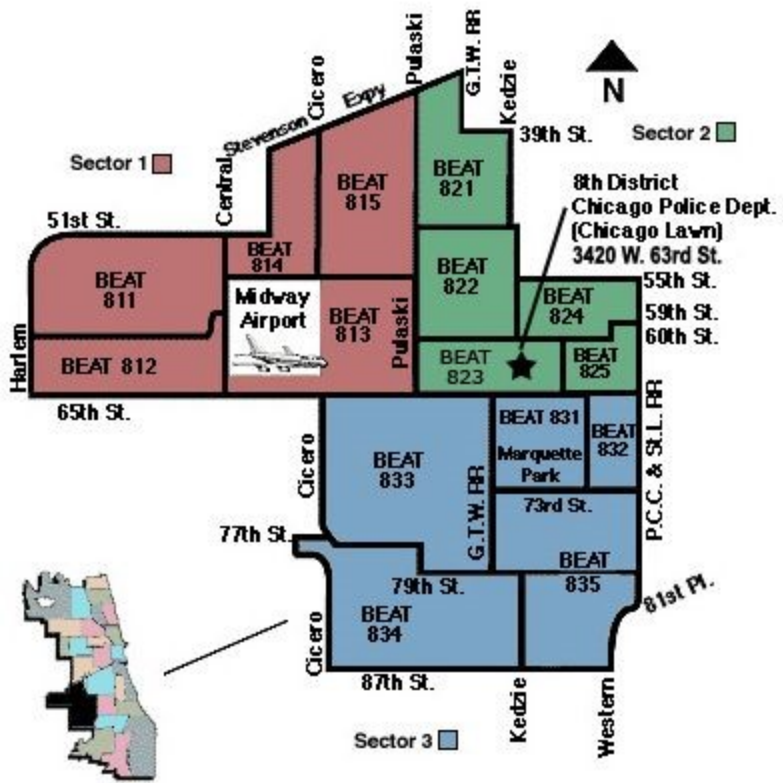 Pulaski
G.T.W. RR
Cicero
Expy
Stevenson
Kedzie
N
39th St.
Sector 2
Sector 1
Central
BEAT
815
BEAT
821
8th District
Chicago Police Dept.
(Chicago Lawn)
3420 W. 63rd St.
51st St.
BEAT
814
BEAT
811
BEAT
822
55th St.
Midway
Airport
BEAT
813
Pulaski
BEAT
824
59th St.
60th St.
Harlem
BEAT 812
BEAT
823
BEAT
825
65th St.
P.C.C. & St.L. RR
Cicero
BEAT
833
G.T.W. RR
BEAT 831
Marquette
Park
BEAT
832
73rd St.
77th St.
BEAT
835
79th St.
81st Pl.
Cicero
BEAT
834
87th St.
Kedzie
Western
Sector 3